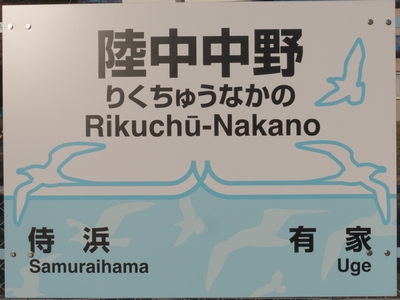 陸中中野
りくちゅうなかの
Rikuchū-Nakano
侍浜 有家
Samuraihama Uge